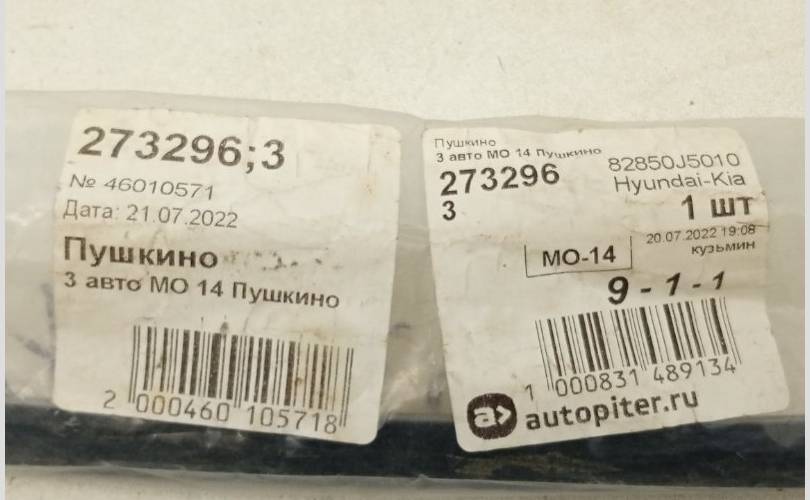 273296;3
№ 46010571
Дата: 21.07.2022
Пушкино
3 авто МО 14 Пушкино
2 000460 105718
Пушкино
3 авто МО 14 Пушкино
273296
3
82850J5010
Hyundai-Kia
1 шт
20.07.2022 19:08
кузьмин
МО-14
9-1-1
1 000831 489134
a> autopiter.ru